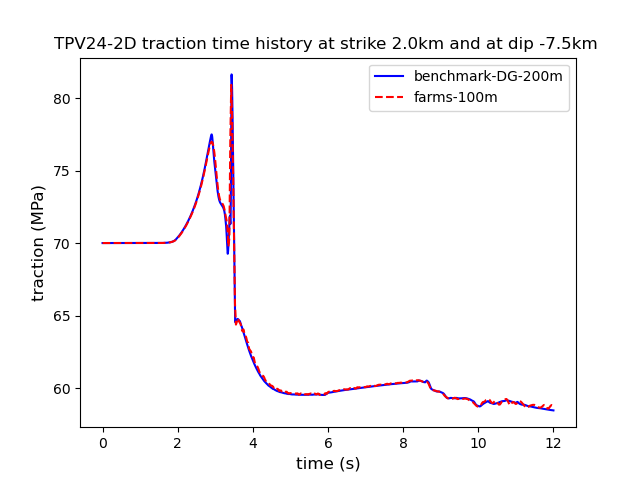 TPV24-2D traction time history at strike 2.0km and at dip -7.5km
benchmark-DG-200m
farms-100m
80
75
70
65
60
traction (MPa)
0 2 4 6 8 10 12
time (s)